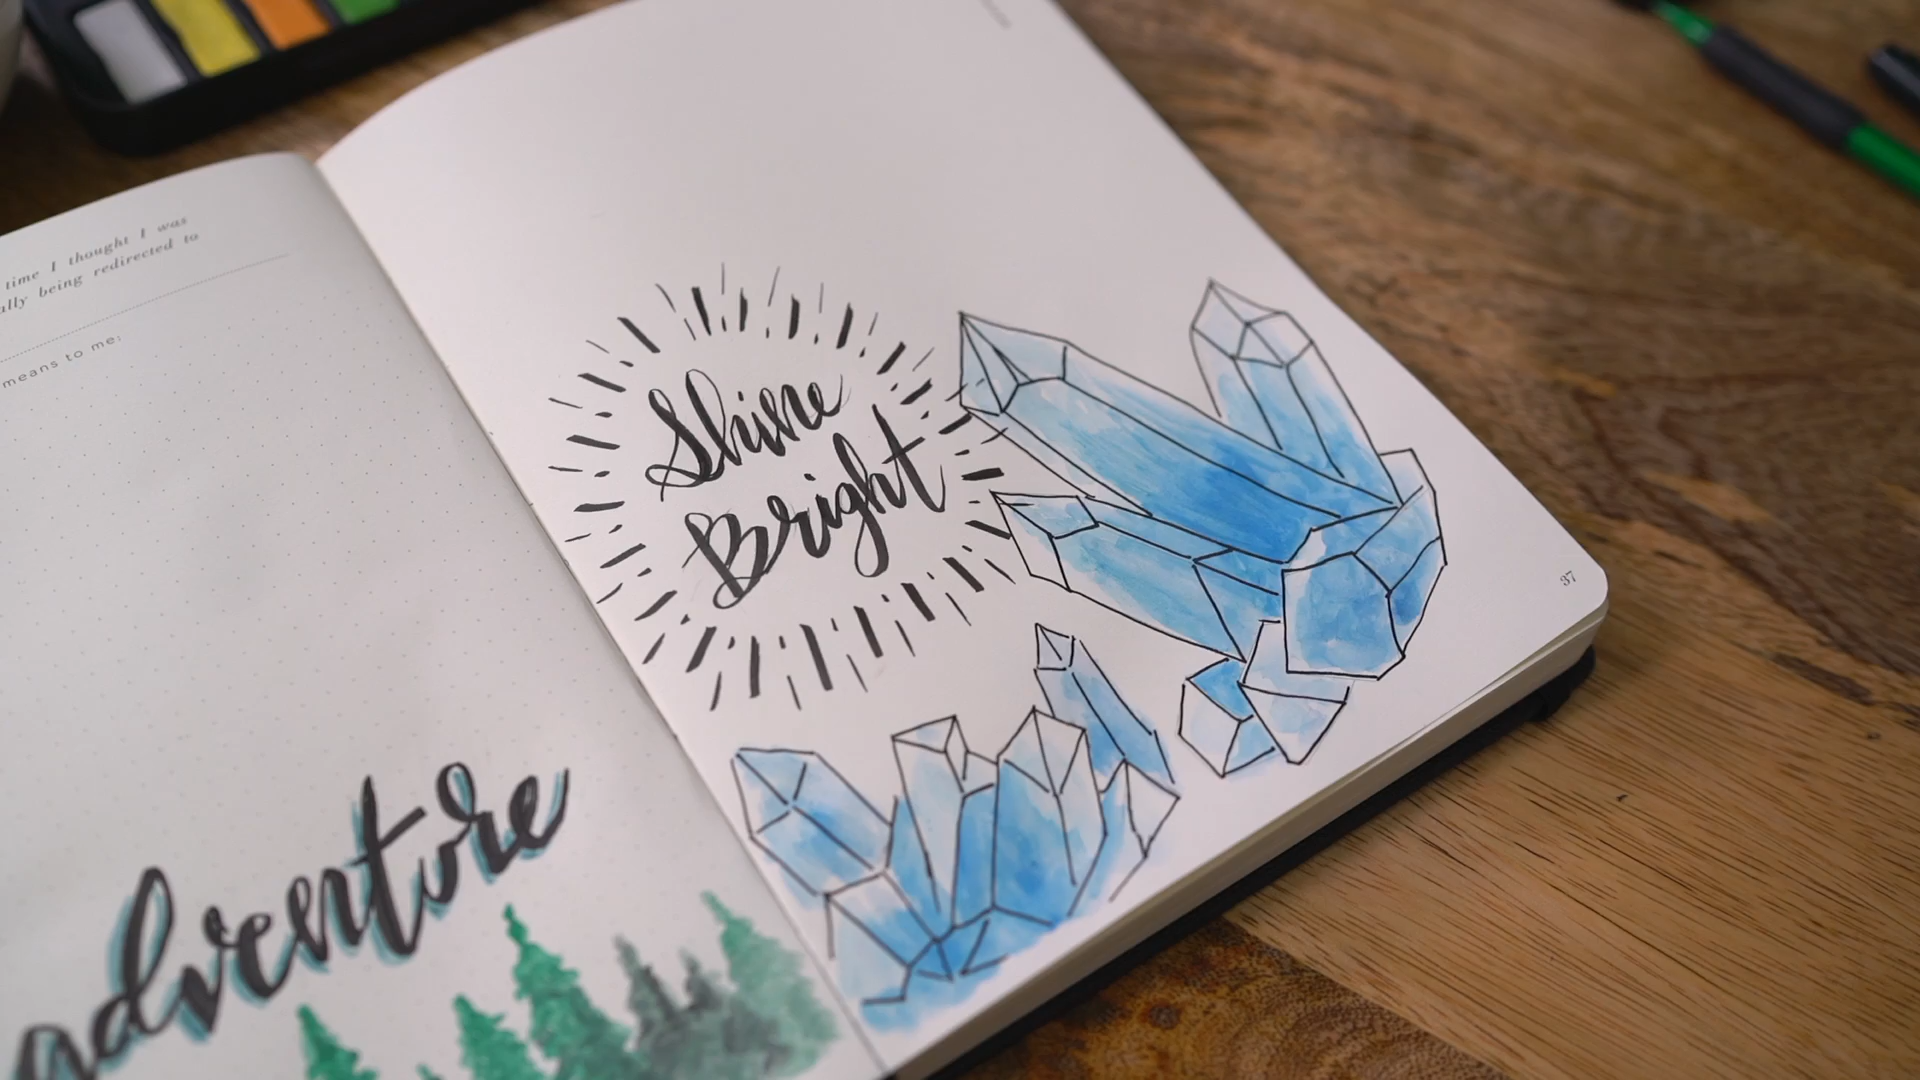 time I thought I was
ally being redirected to
means to me:
adventure
Shine
Bright
37